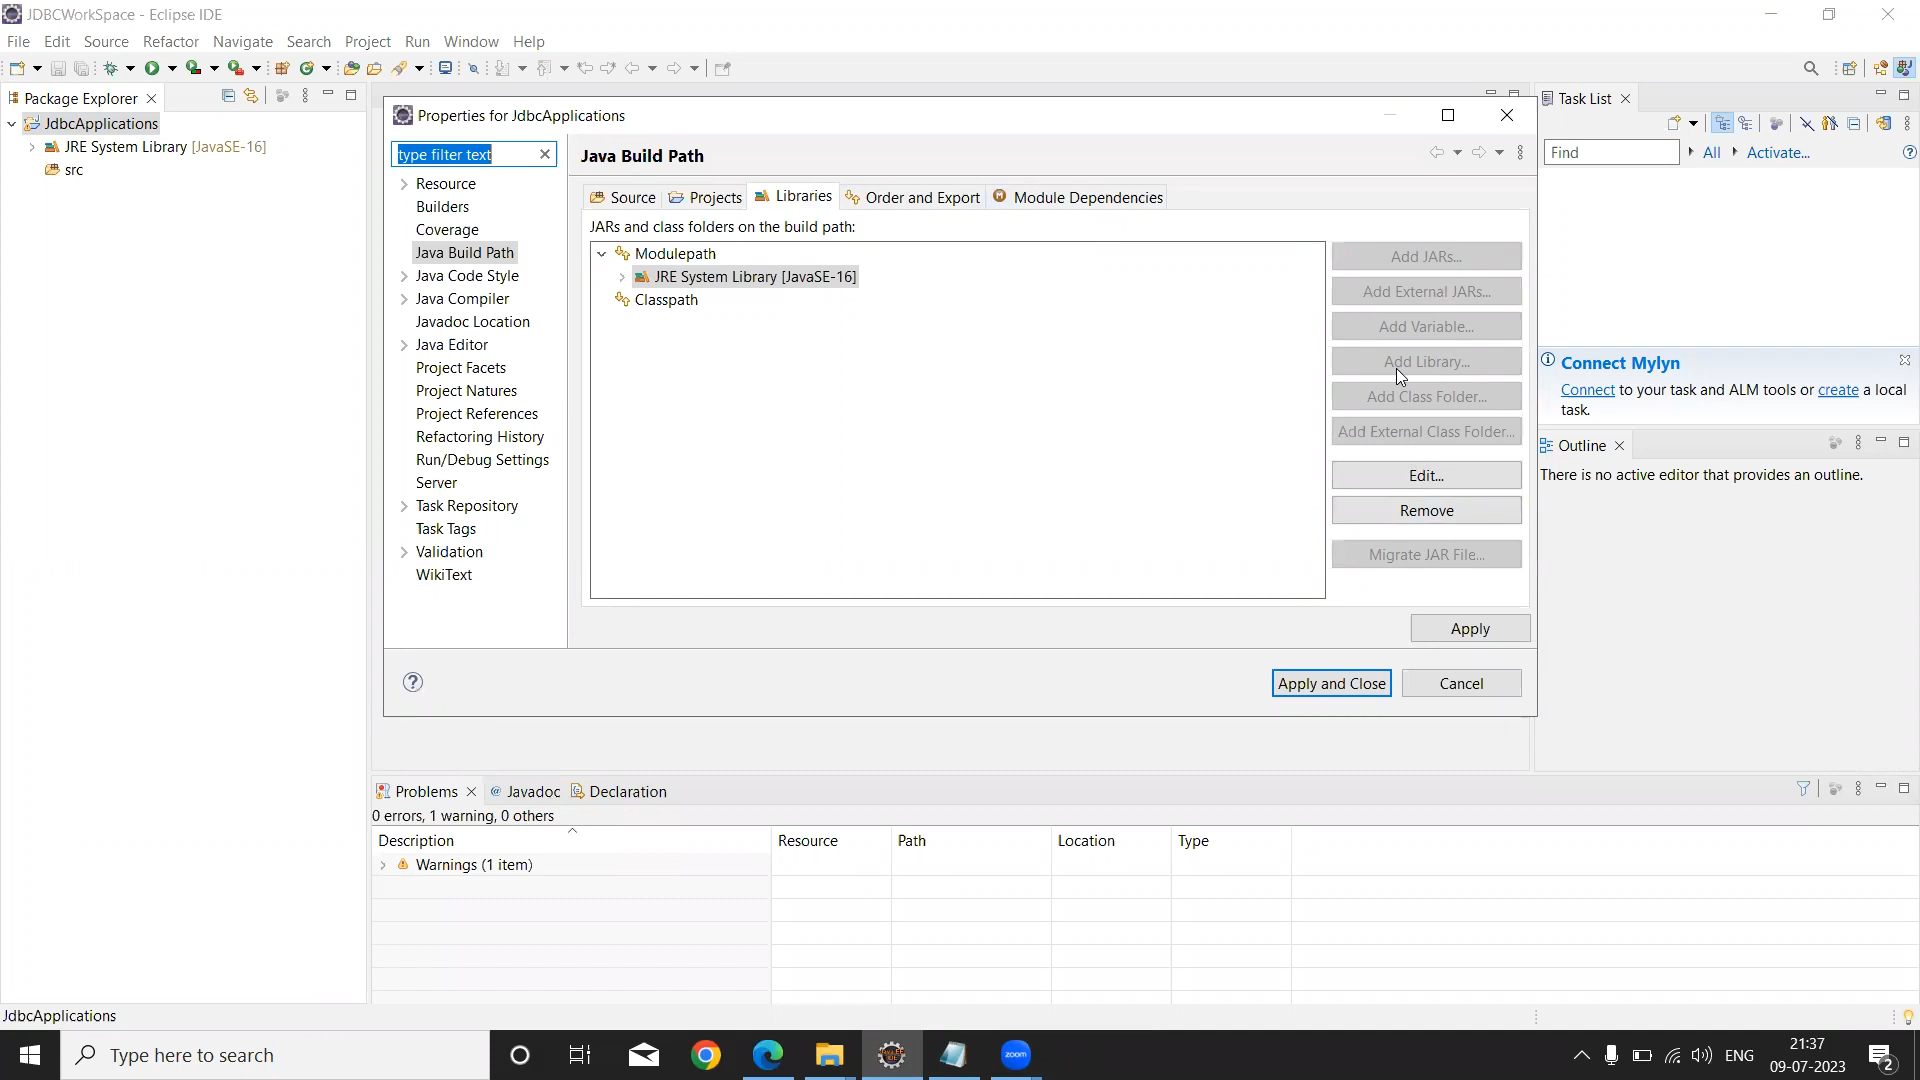 JDBCWorkSpace - Eclipse IDE
File Edit Source Refactor Navigate Search Project Run Window Help
Package Explorer
JdbcApplications
JRE System Library [JavaSE-16]
src
Properties for JdbcApplications
type filter text
Resource
Builders
Coverage
Java Build Path
Java Code Style
Java Compiler
Javadoc Location
Java Editor
Project Facets
Project Natures
Project References
Refactoring History
Run/Debug Settings
Server
Task Repository
Task Tags
Validation
WikiText
Java Build Path
Source Projects Libraries Order and Export Module Dependencies
JARs and class folders on the build path:
Modulepath
JRE System Library [JavaSE-16]
Classpath
Add JARs...
Add External JARs...
Add Variable...
Add Library...
Add Class Folder...
Add External Class Folder...
Edit...
Remove
Migrate JAR File...
Apply
Apply and Close Cancel
Task List
Find All Activate...
Connect Mylyn
Connect to your task and ALM tools or create a local
task.
Outline
There is no active editor that provides an outline.
Problems Javadoc Declaration
0 errors, 1 warning, 0 others
Description Resource Path Location Type
Warnings (1 item)
JdbcApplications
Type here to search
zoom
ENG
21:37
09-07-2023
2